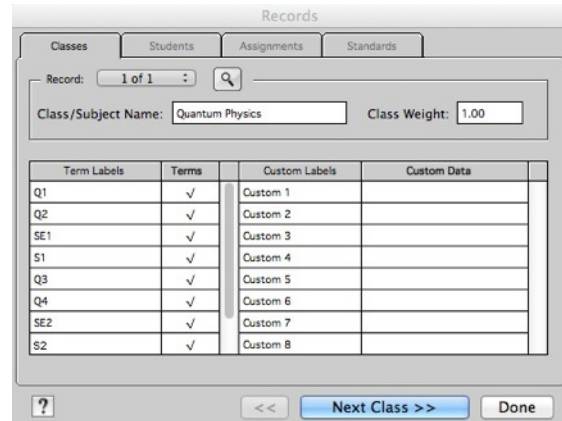 Records
Classes Students Assignments Standards
Record: 1 of 1
Class/Subject Name: Quantum Physics Class Weight: 1.00
Term Labels Terms Custom Labels Custom Data
Q1 √ Custom 1
Q2 √ Custom 2
SE1 √ Custom 3
S1 √ Custom 4
Q3 √ Custom 5
Q4 √ Custom 6
SE2 √ Custom 7
S2 √ Custom 8
? << Next Class >> Done